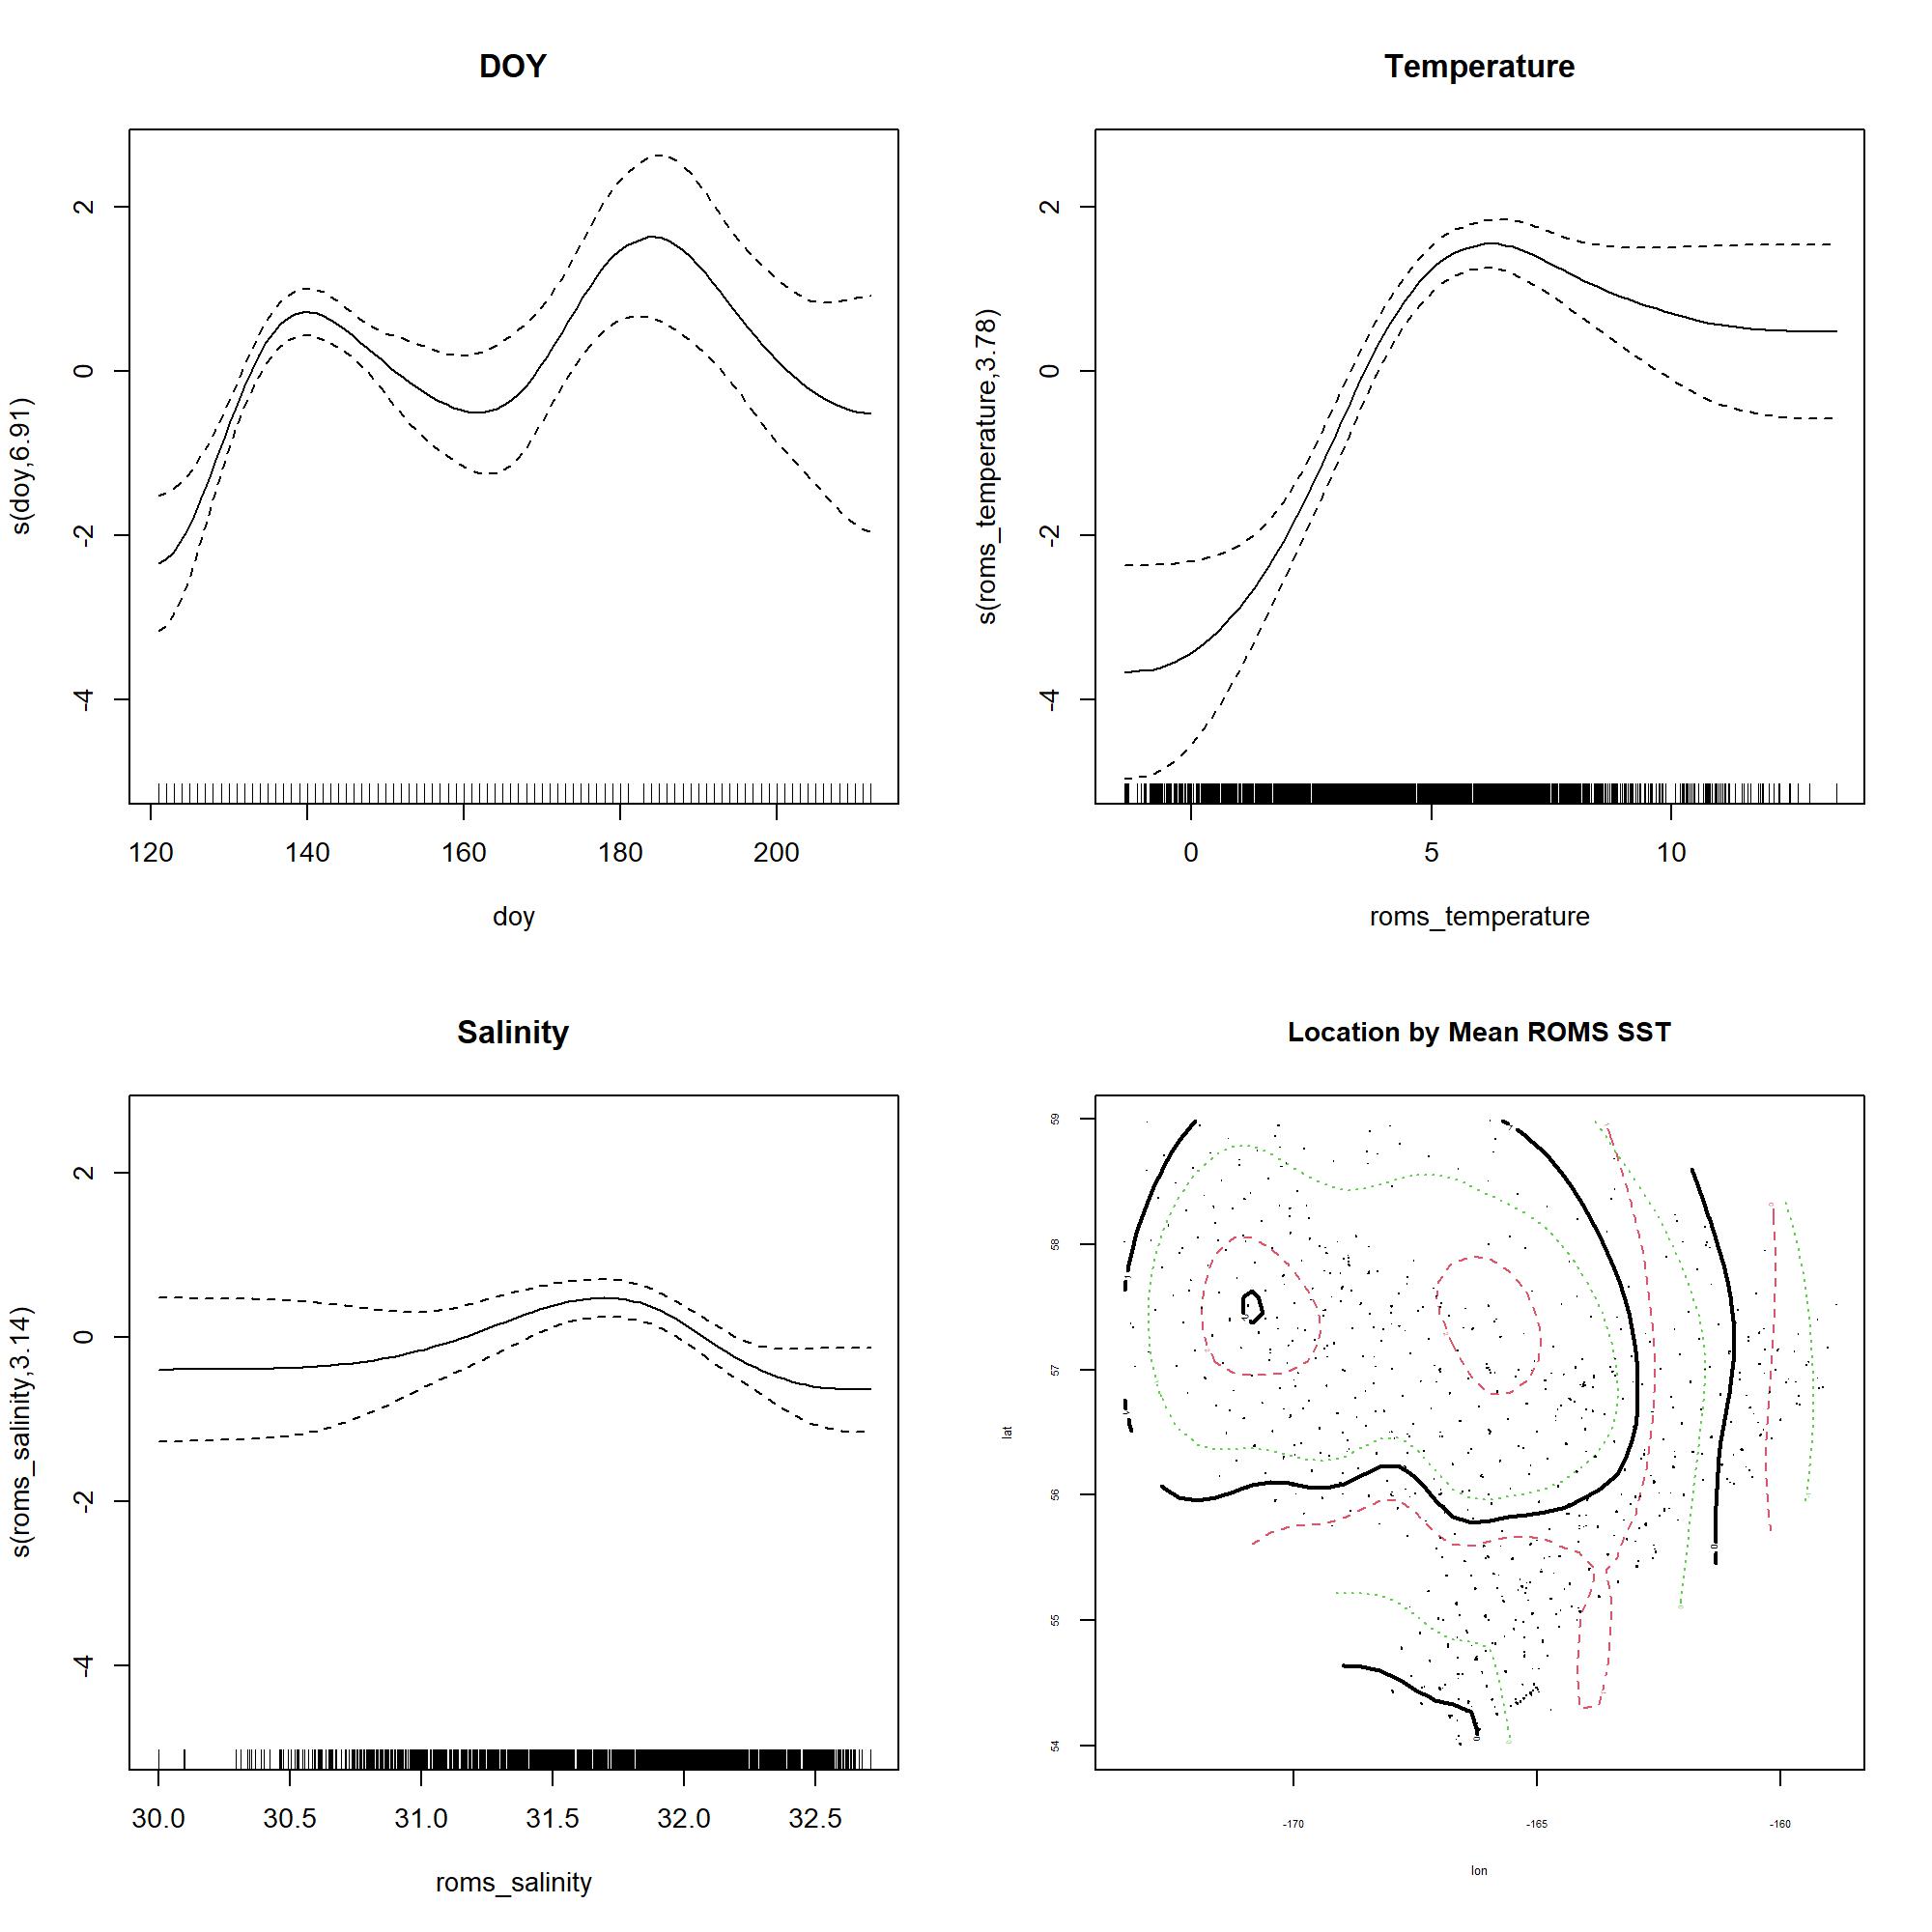 DOY
s(doy,6.91)
2
0
-2
-4
120 140 160 180 200
doy
Temperature
s(roms_temperature,3.78)
2
0
-2
-4
0 5 10
roms_temperature
Salinity
s(roms_salinity,3.14)
2
0
-2
-4
30.0 30.5 31.0 31.5 32.0 32.5
roms_salinity
Location by Mean ROMS SST
lat
59
58
57
56
55
54
-170 -165 -160
lon